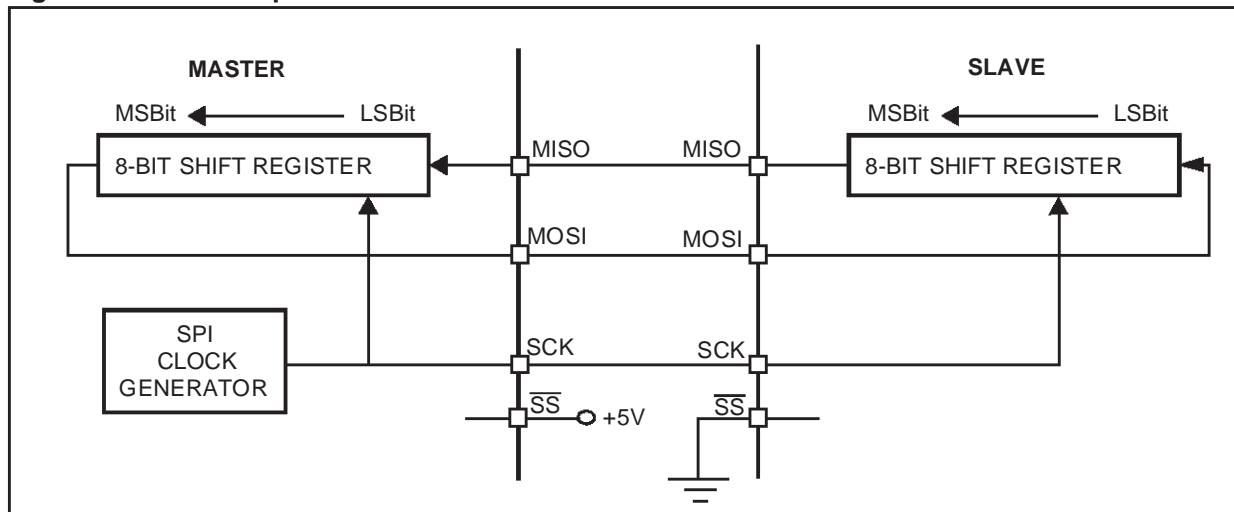 MASTER
SLAVE
MSBit LSBit
MSBit LSBit
8-BIT SHIFT REGISTER
MISO
MISO
8-BIT SHIFT REGISTER
MOSI
MOSI
SPI
CLOCK
GENERATOR
SCK
SCK
SS
+5V
SS